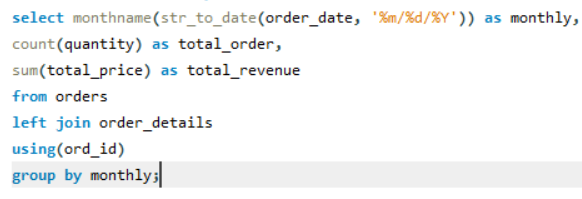 select monthname(str_to_date(order_date, '%m/%d/%Y')) as monthly,
count(quantity) as total_order,
sum(total_price) as total_revenue
from orders
left join order_details
using(ord_id)
group by monthly;